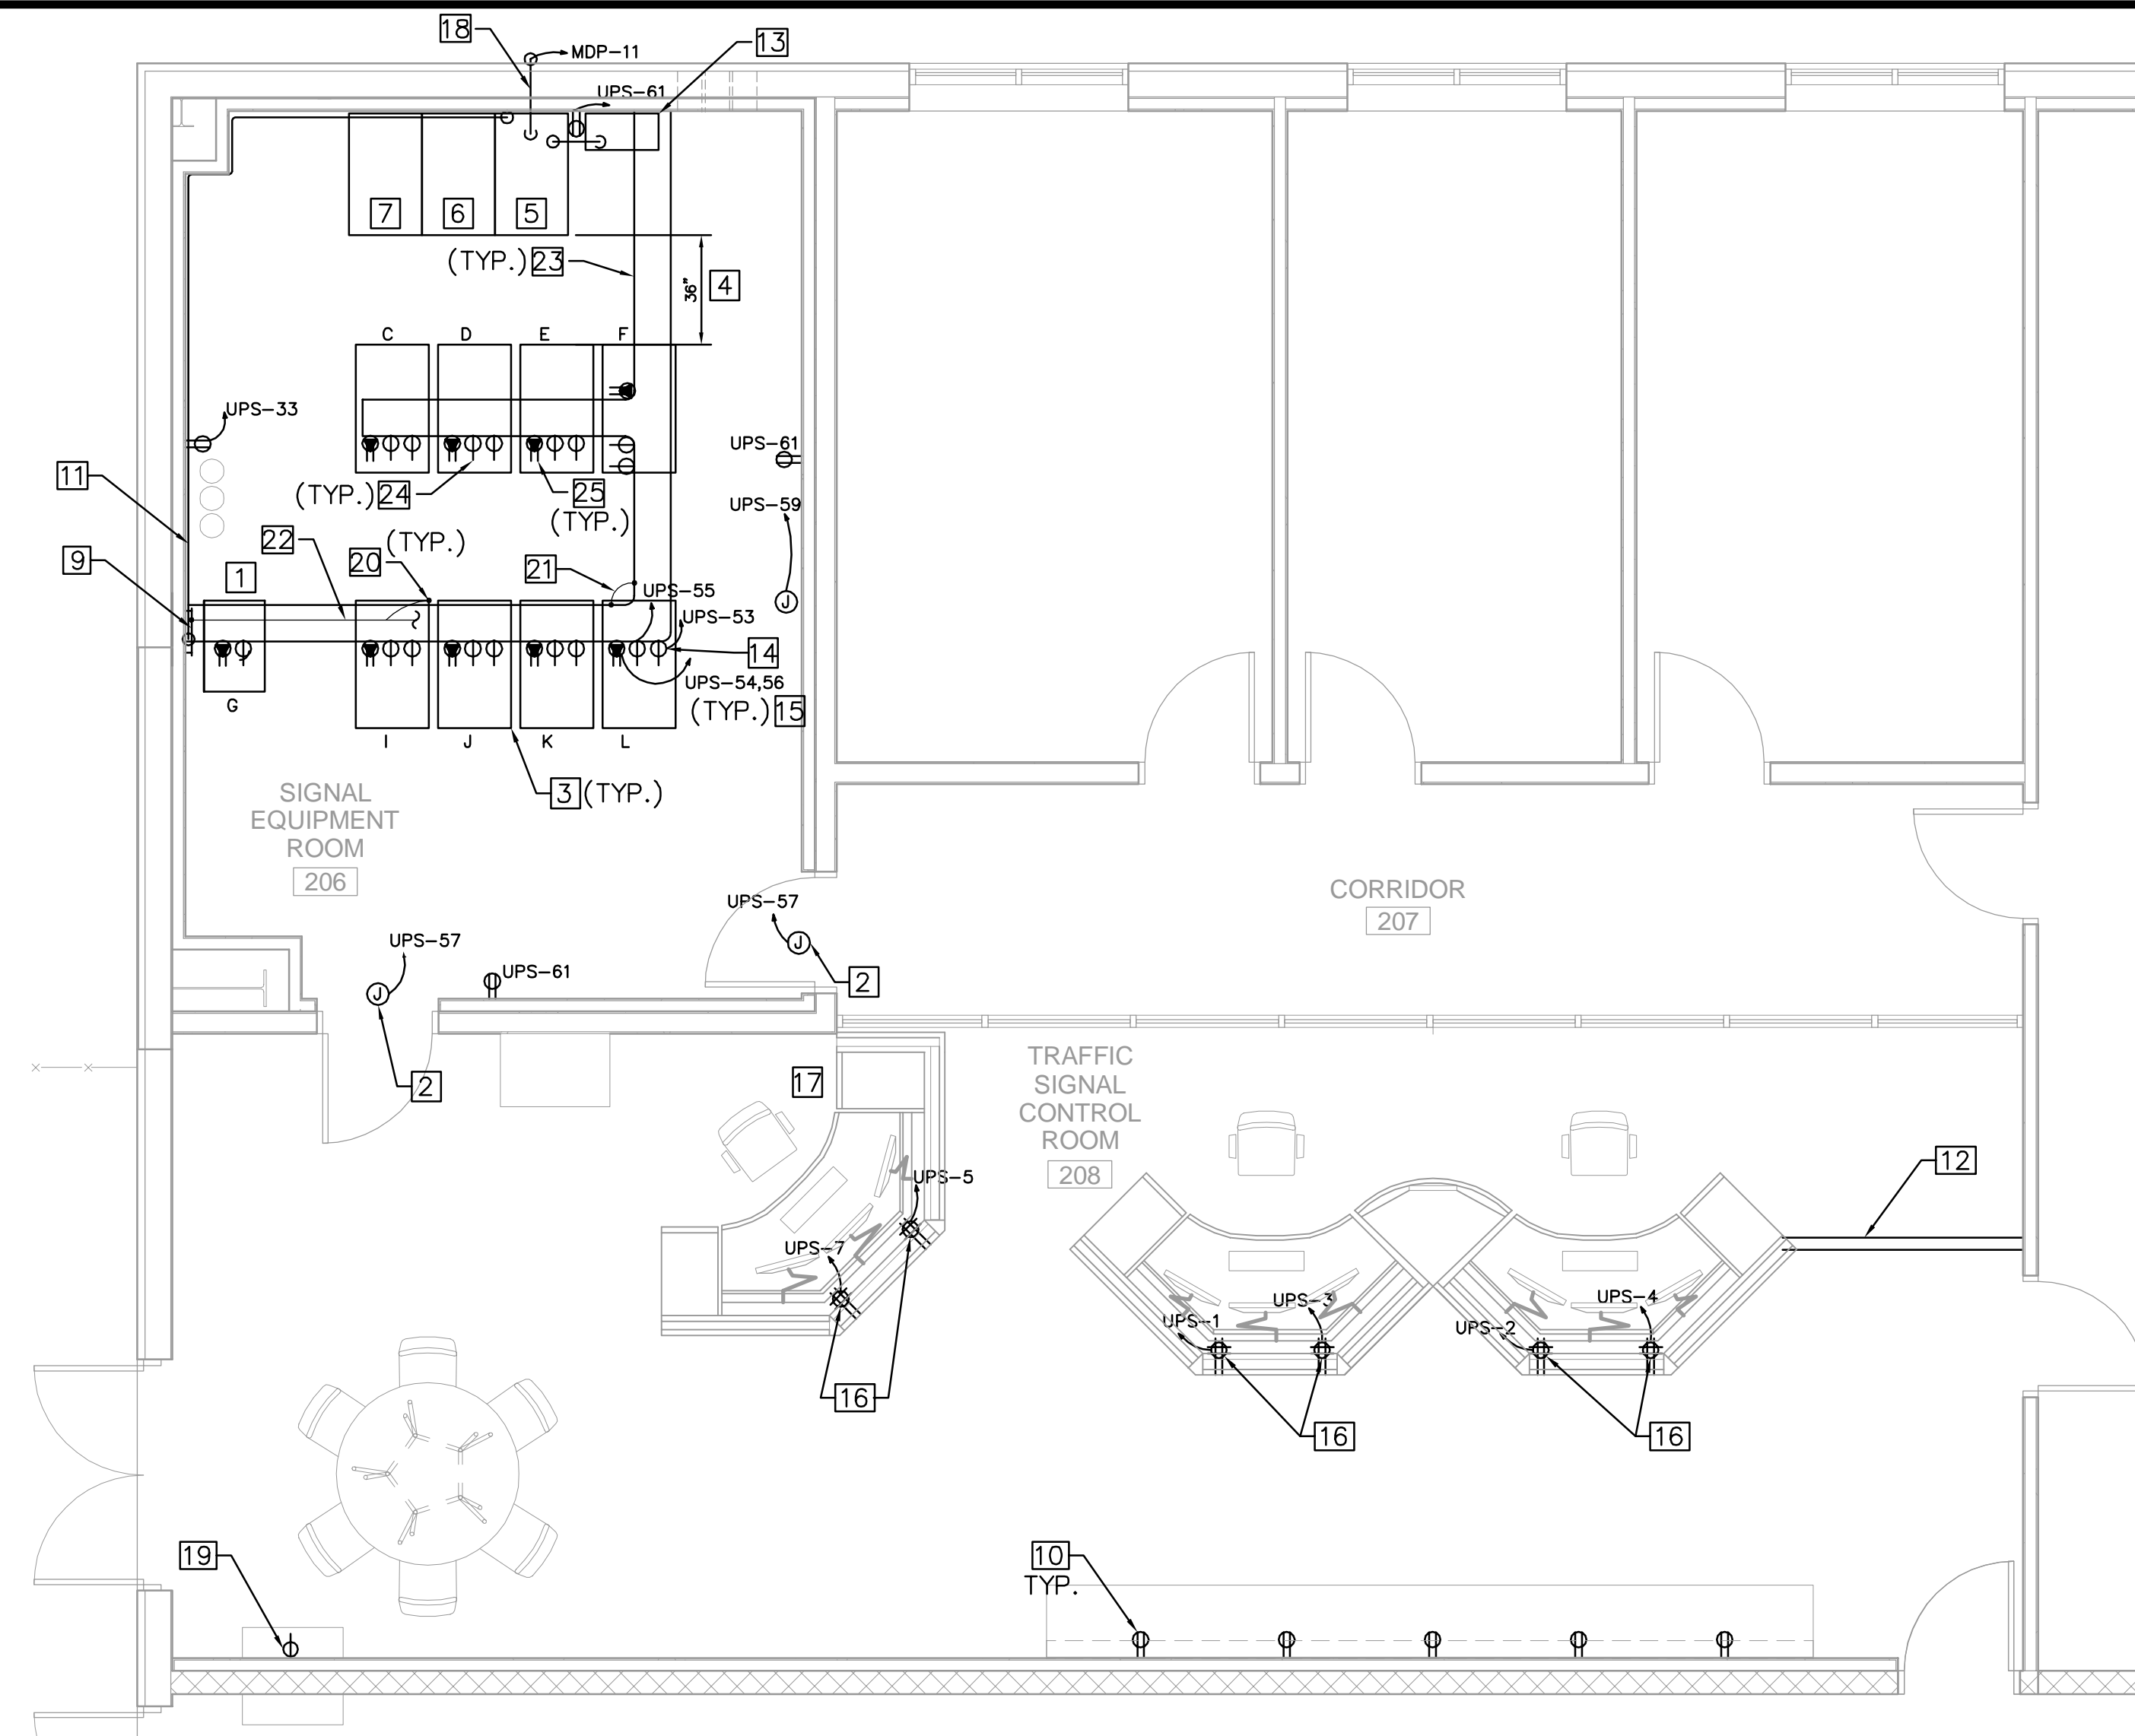 18
MDP-11
13
UPS-61
7
6
5
(TYP.) 23
4
36"
C
D
E
F
UPS-33
UPS-61
11
(TYP.) 24
25
(TYP.)
UPS-59
22
(TYP.)
20
21
9
1
UPS-55
J
UPS-53
14
UPS-54,56
(TYP.) 15
G
I
J
K
L
3 (TYP.)
SIGNAL
EQUIPMENT
ROOM
206
CORRIDOR
207
UPS-57
J
UPS-57
UPS-61
2
J
2
TRAFFIC
SIGNAL
CONTROL
ROOM
208
17
12
UPS-5
UPS-7
UPS-3
UPS-4
UPS-1
UPS-2
16
16
16
19
10
TYP.